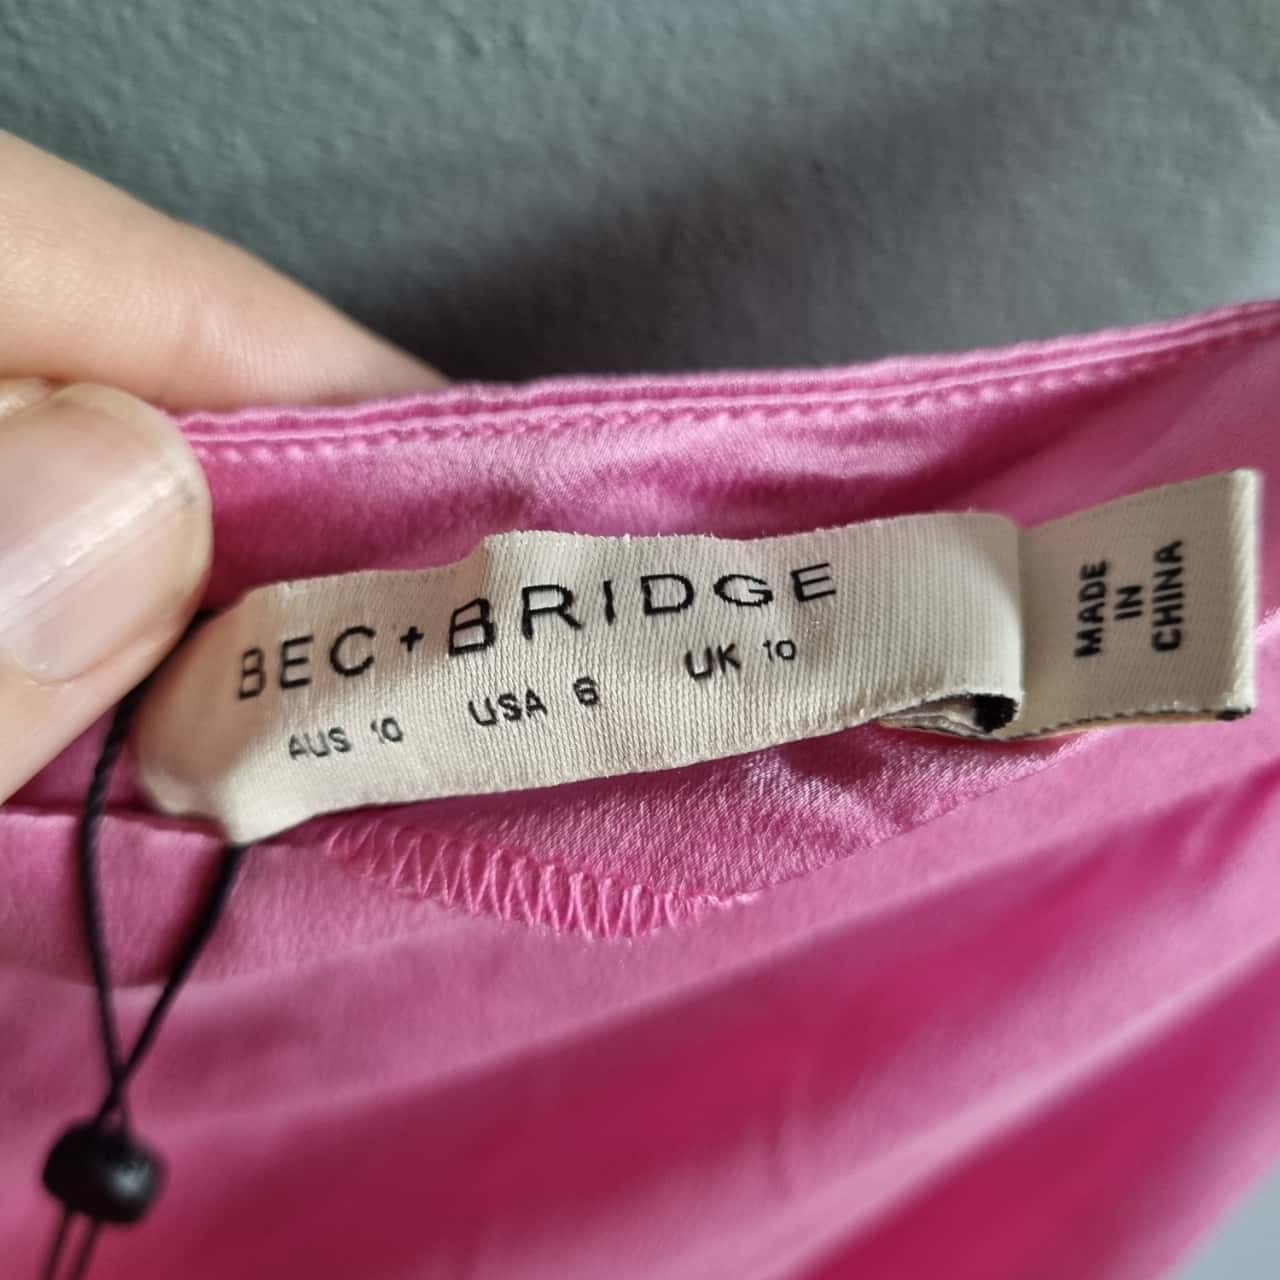 BEC + BRIDGE
AUS 10 USA 6 UK 10
MADE
IN
CHINA